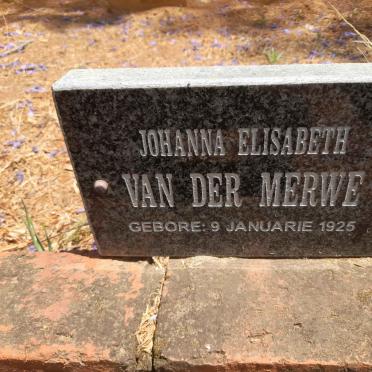 JOHANNA ELISABETH
VAN DER MERWE
GEBORE: 9 JANUARIE 1925